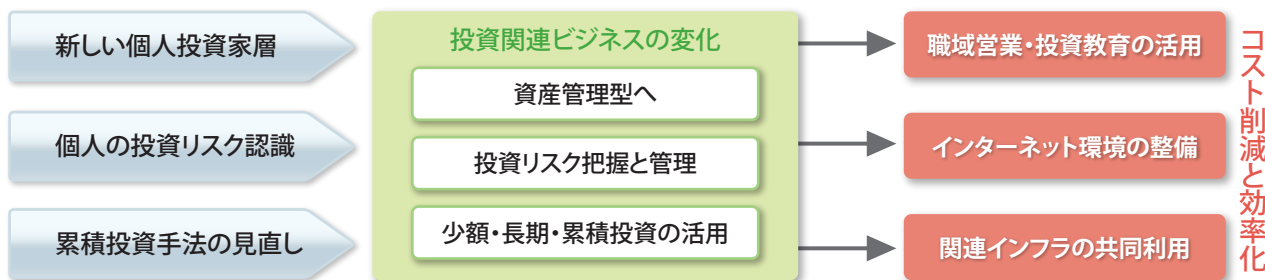 新しい個人投資家層
個人の投資リスク認識
累積投資手法の見直し
投資関連ビジネスの変化
資産管理型へ
投資リスク把握と管理
少額・長期・累積投資の活用
職域営業・投資教育の活用
インターネット環境の整備
関連インフラの共同利用
コスト削減と効率化